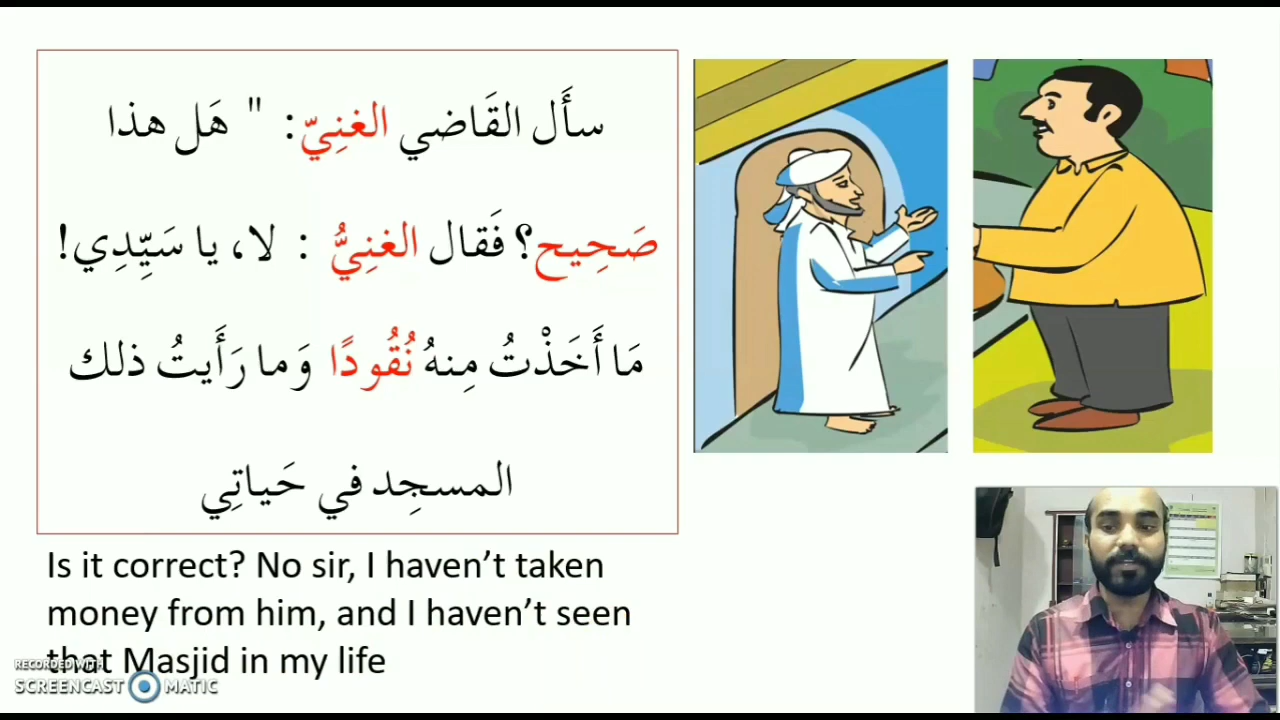 سأَل القَاضي الغنِيّ: " هَل هذا
صَحِيح؟ فَقال الغنِيُّ : لا، يا سَيِّدِي!
مَا أَخَذْتُ مِنهُ نُقُودًا وَما رَأَيتُ ذلك
المسجِد في حَياتِي
Is it correct? No sir, I haven’t taken
money from him, and I haven’t seen
that Masjid in my life
RECORDED WITH
SCREENCAST MATIC